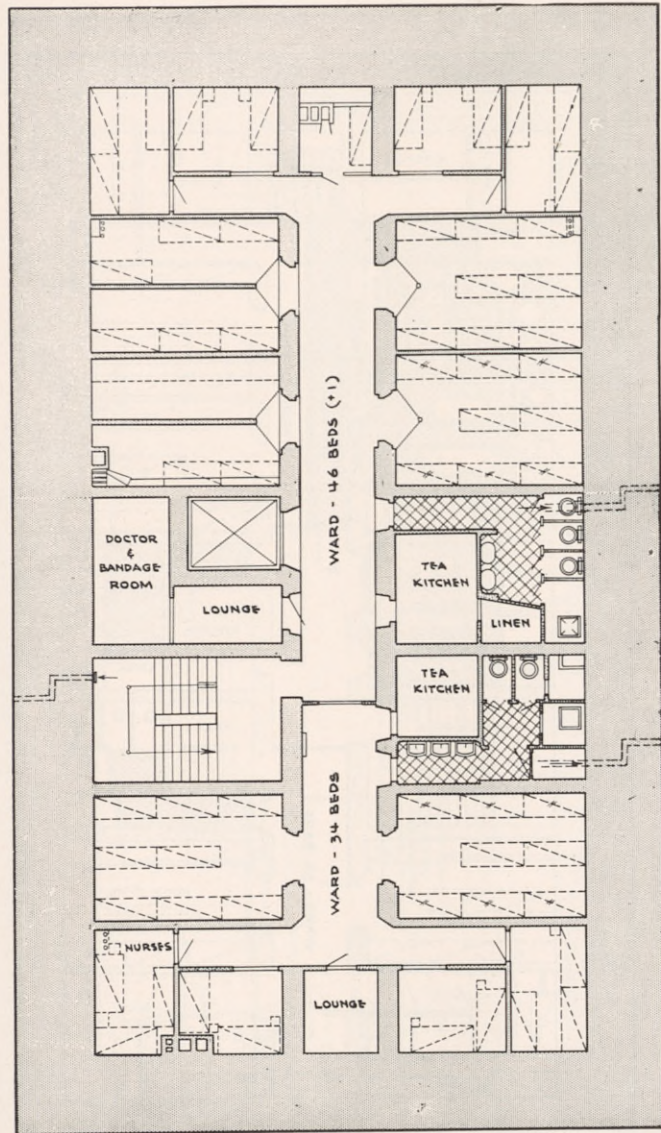 WARD - 46 BEDS (+1)
DOCTOR
&
BANDAGE
ROOM
LOUNGE
TEA
KITCHEN
LINEN
TEA
KITCHEN
WARD - 34 BEDS
NURSES
LOUNGE